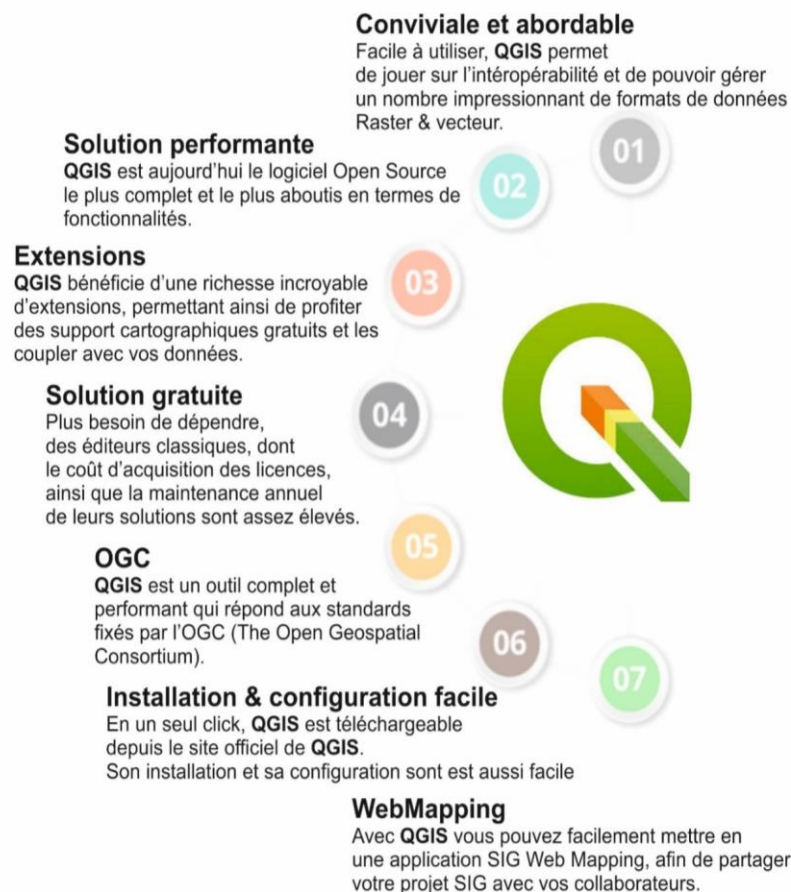 Conviviale et abordable
Facile à utiliser, QGIS permet
de jouer sur l'intéropérabilité et de pouvoir gérer
un nombre impressionnant de formats de données
Raster & vecteur.
01
Solution performante
QGIS est aujourd'hui le logiciel Open Source
le plus complet et le plus aboutis en termes de
fonctionnalités.
02
Extensions
QGIS bénéficie d'une richesse incroyable
d'extensions, permettant ainsi de profiter
des support cartographiques gratuits et les
coupler avec vos données.
03
Solution gratuite
Plus besoin de dépendre,
des éditeurs classiques, dont
le coût d'acquisition des licences,
ainsi que la maintenance annuel
de leurs solutions sont assez élevés.
04
OGC
QGIS est un outil complet et
performant qui répond aux standards
fixés par l'OGC (The Open Geospatial
Consortium).
05
Installation & configuration facile
En un seul click, QGIS est téléchargeable
depuis le site officiel de QGIS.
Son installation et sa configuration sont est aussi facile
06
WebMapping
Avec QGIS vous pouvez facilement mettre en
une application SIG Web Mapping, afin de partager
votre projet SIG avec vos collaborateurs.
07